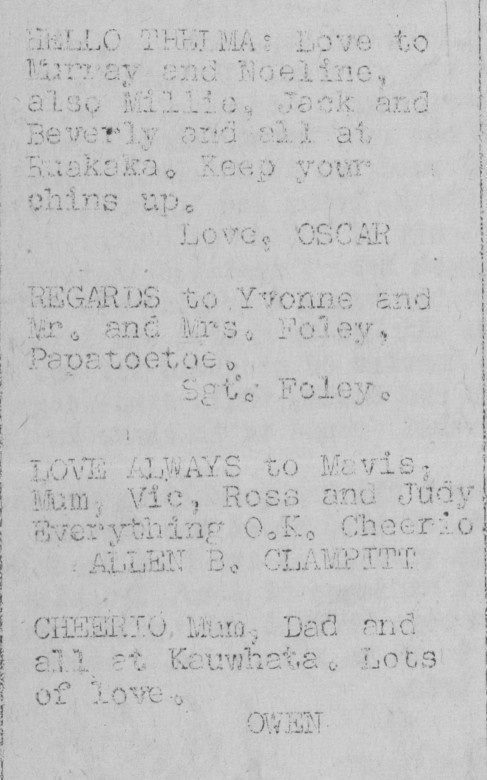 HELLO THELMA: Love to
Murray and Noeline,
also Millie, Jack and
Beverly and all at
Ruakaka. Keep your
chins up.
Love, OSCAR
REGARDS to Yvonne and
Mr. and Mrs. Foley,
Papatoetoe.
Sgt. Foley.
LOVE ALWAYS to Mavis,
Mum, Vic, Ross and Judy
Everything O.K. Cheerio
ALLEN B. CLAMPITT
CHEERIO, Mum, Dad and
all at Kauwhata. Lots
of love.
OWEN